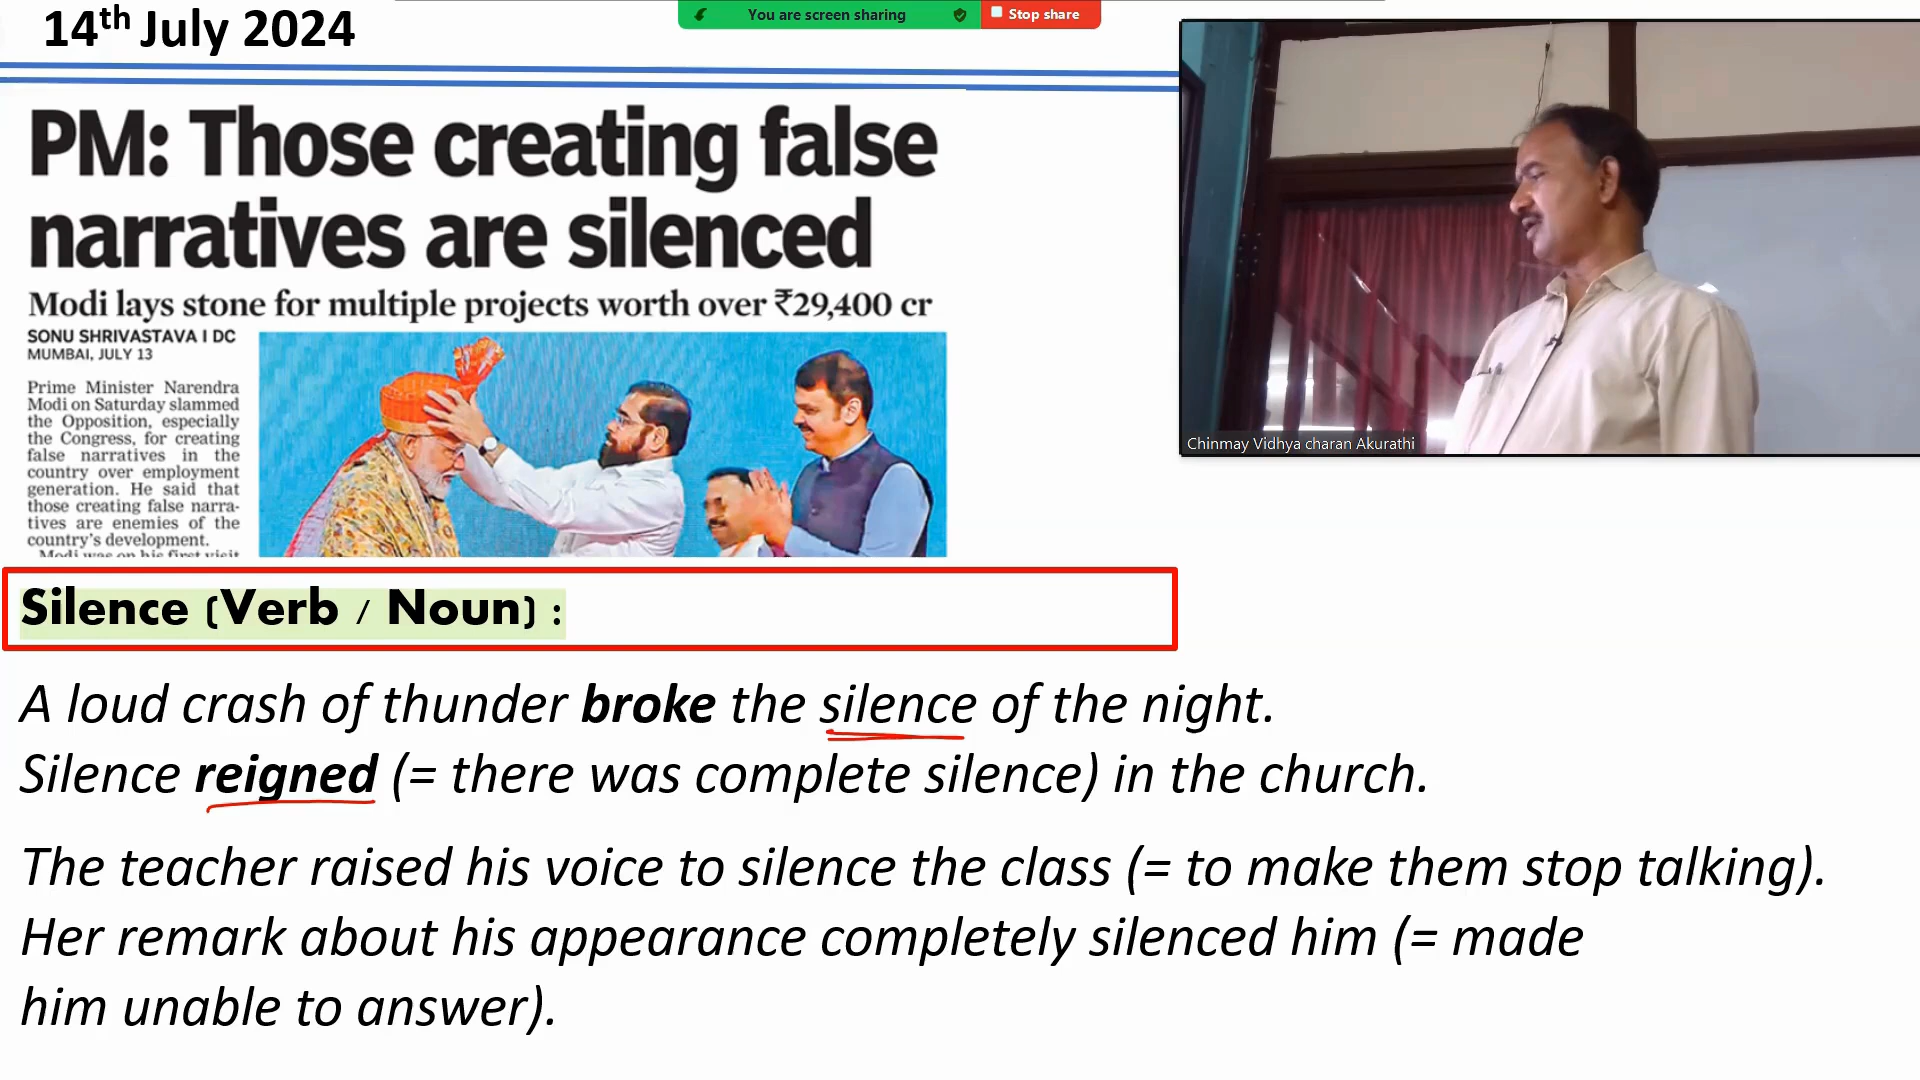 14th July 2024
You are screen sharing
Stop share
PM: Those creating false
narratives are silenced
Modi lays stone for multiple projects worth over ₹29,400 cr
SONU SHRIVASTAVA I DC
MUMBAI, JULY 13
Prime Minister Narendra
Modi on Saturday slammed
the Opposition, especially
the Congress, for creating
false narratives in the
country over employment
generation. He said that
those creating false narra-
tives are enemies of the
country's development.
Modi was on his first visit
Chinmay Vidhya charan Akurathi
Silence (Verb / Noun) :
A loud crash of thunder broke the silence of the night.
Silence reigned (= there was complete silence) in the church.
The teacher raised his voice to silence the class (= to make them stop talking).
Her remark about his appearance completely silenced him (= made
him unable to answer).